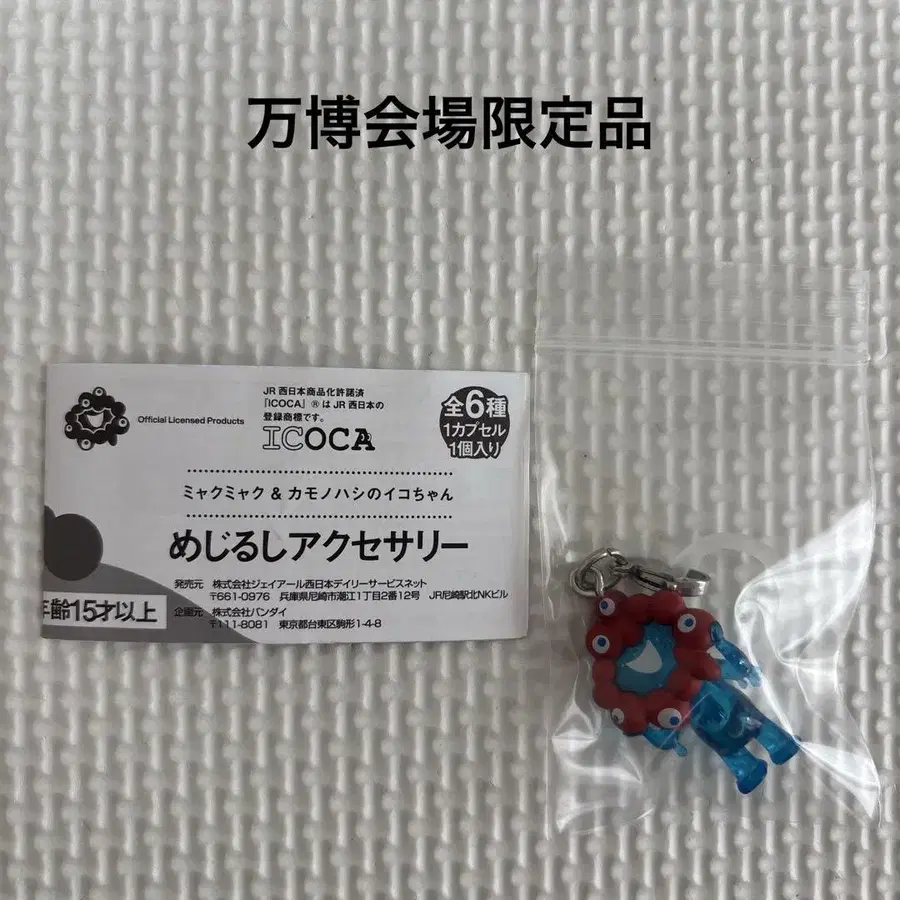 万博会場限定品
Official Licensed Products
JR 西日本商品化許諾済
『ICOCA』®はJR西日本の
登録商標です。
ICOCA
全6種
1カプセル
1個入り
ミャクミャク & カモノハシのイコちゃん
めじるしアクセサリー
発売元 株式会社ジェイアール西日本デイリーサービスネット
〒661-0976 兵庫県尼崎市潮江1丁目2番12号 JR尼崎駅北NKビル
企画元 株式会社バンダイ
〒111-8081 東京都台東区駒形1-4-8
年齢15才以上